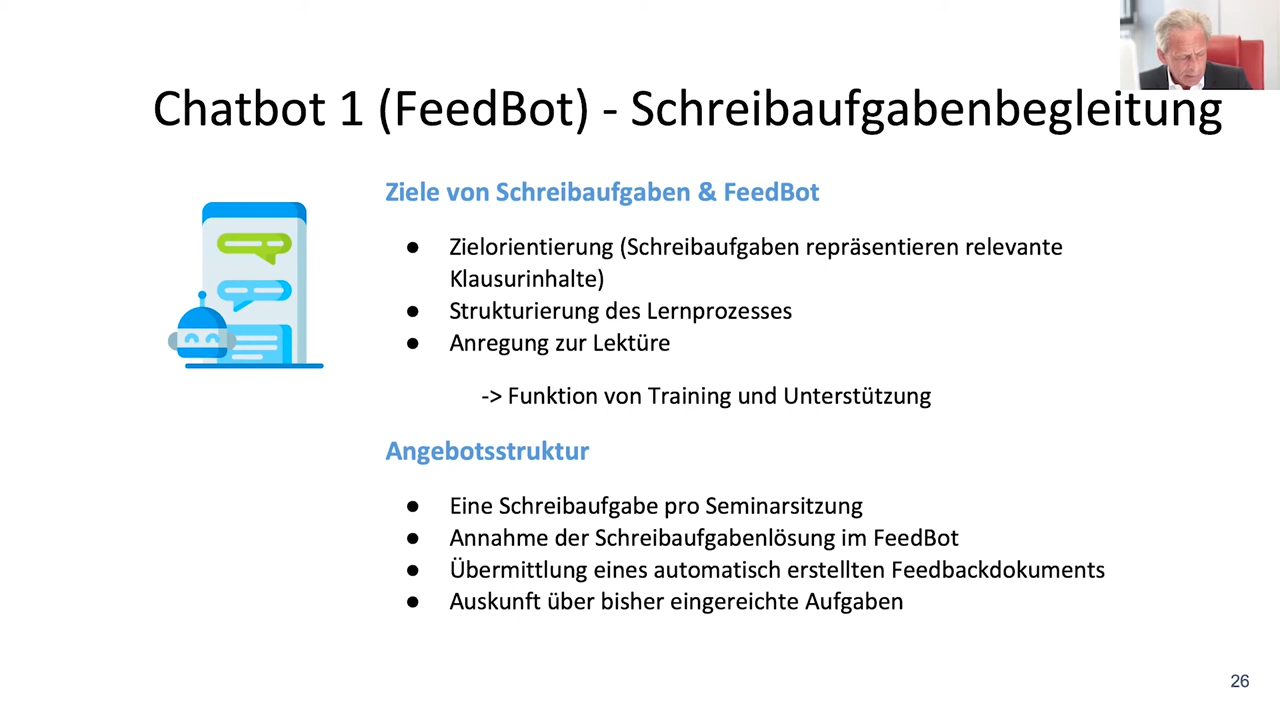 Chatbot 1 (FeedBot) - Schreibaufgabenbegleitung
Ziele von Schreibaufgaben & FeedBot
● Zielorientierung (Schreibaufgaben repräsentieren relevante
Klausurinhalte)
● Strukturierung des Lernprozesses
● Anregung zur Lektüre
-> Funktion von Training und Unterstützung
Angebotsstruktur
● Eine Schreibaufgabe pro Seminarsitzung
● Annahme der Schreibaufgabenlösung im FeedBot
● Übermittlung eines automatisch erstellten Feedbackdokuments
● Auskunft über bisher eingereichte Aufgaben
26